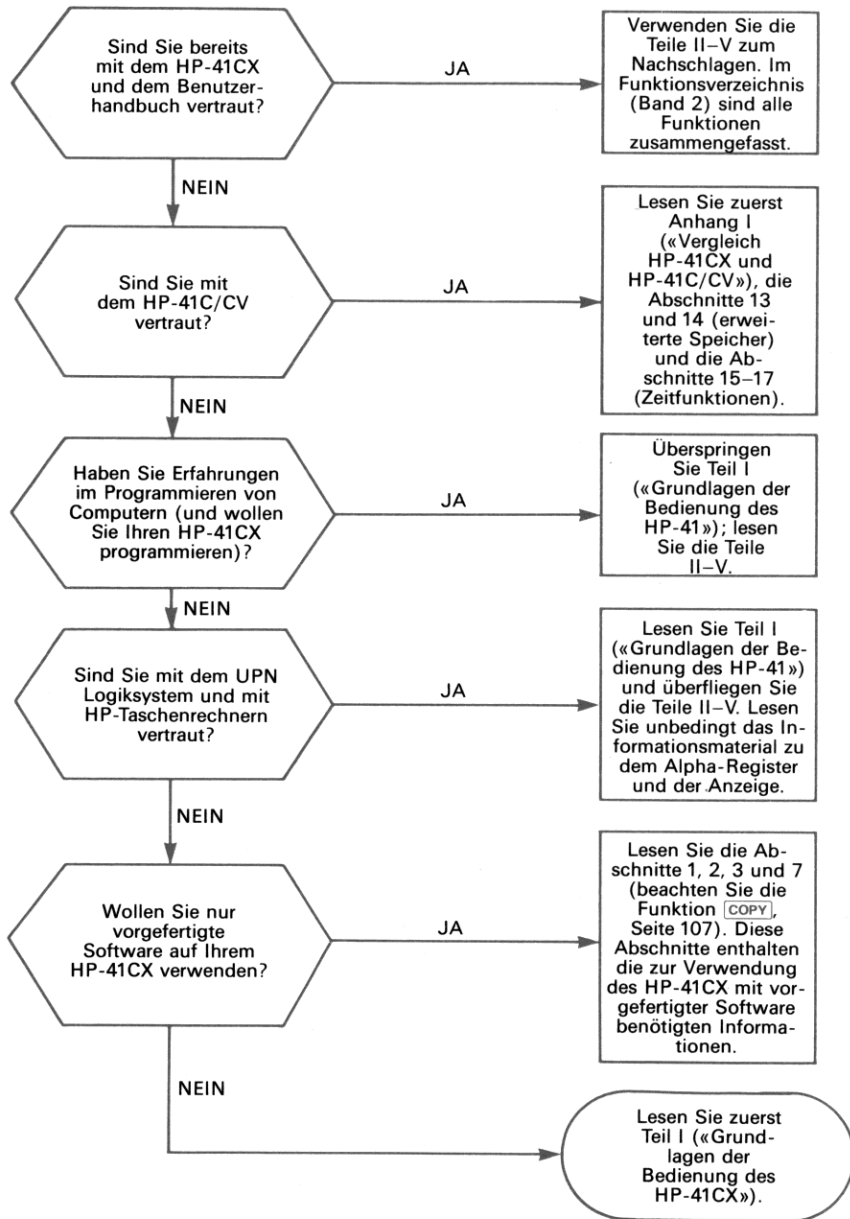 Sind Sie bereits
mit dem HP-41CX
und dem Benutzer-
handbuch vertraut?
JA
Verwenden Sie die
Teile II–V zum
Nachschlagen. Im
Funktionsverzeichnis
(Band 2) sind alle
Funktionen
zusammengefasst.
NEIN
Sind Sie mit
dem HP-41C/CV
vertraut?
JA
Lesen Sie zuerst
Anhang I
(«Vergleich
HP-41CX und
HP-41C/CV»), die
Abschnitte 13
und 14 (erwei-
terte Speicher)
und die Ab-
schnitte 15–17
(Zeitfunktionen).
NEIN
Haben Sie Erfahrungen
im Programmieren von
Computern (und wollen
Sie Ihren HP-41CX
programmieren)?
JA
Überspringen
Sie Teil I
(«Grundlagen der
Bedienung des
HP-41»); lesen
Sie die Teile
II–V.
NEIN
Sind Sie mit dem UPN
Logiksystem und mit
HP-Taschenrechnern
vertraut?
JA
Lesen Sie Teil I
(«Grundlagen der Be-
dienung des HP-41»)
und überfliegen Sie
die Teile II–V. Lesen
Sie unbedingt das In-
formationsmaterial zu
dem Alpha-Register
und der Anzeige.
NEIN
Wollen Sie nur
vorgefertigte
Software auf Ihrem
HP-41CX verwenden?
JA
Lesen Sie die Ab-
schnitte 1, 2, 3 und 7
(beachten Sie die
Funktion COPY,
Seite 107). Diese
Abschnitte enthalten
die zur Verwendung
des HP-41CX mit vor-
gefertigter Software
benötigten Informa-
tionen.
NEIN
Lesen Sie zuerst
Teil I («Grund-
lagen der
Bedienung des
HP-41CX»).